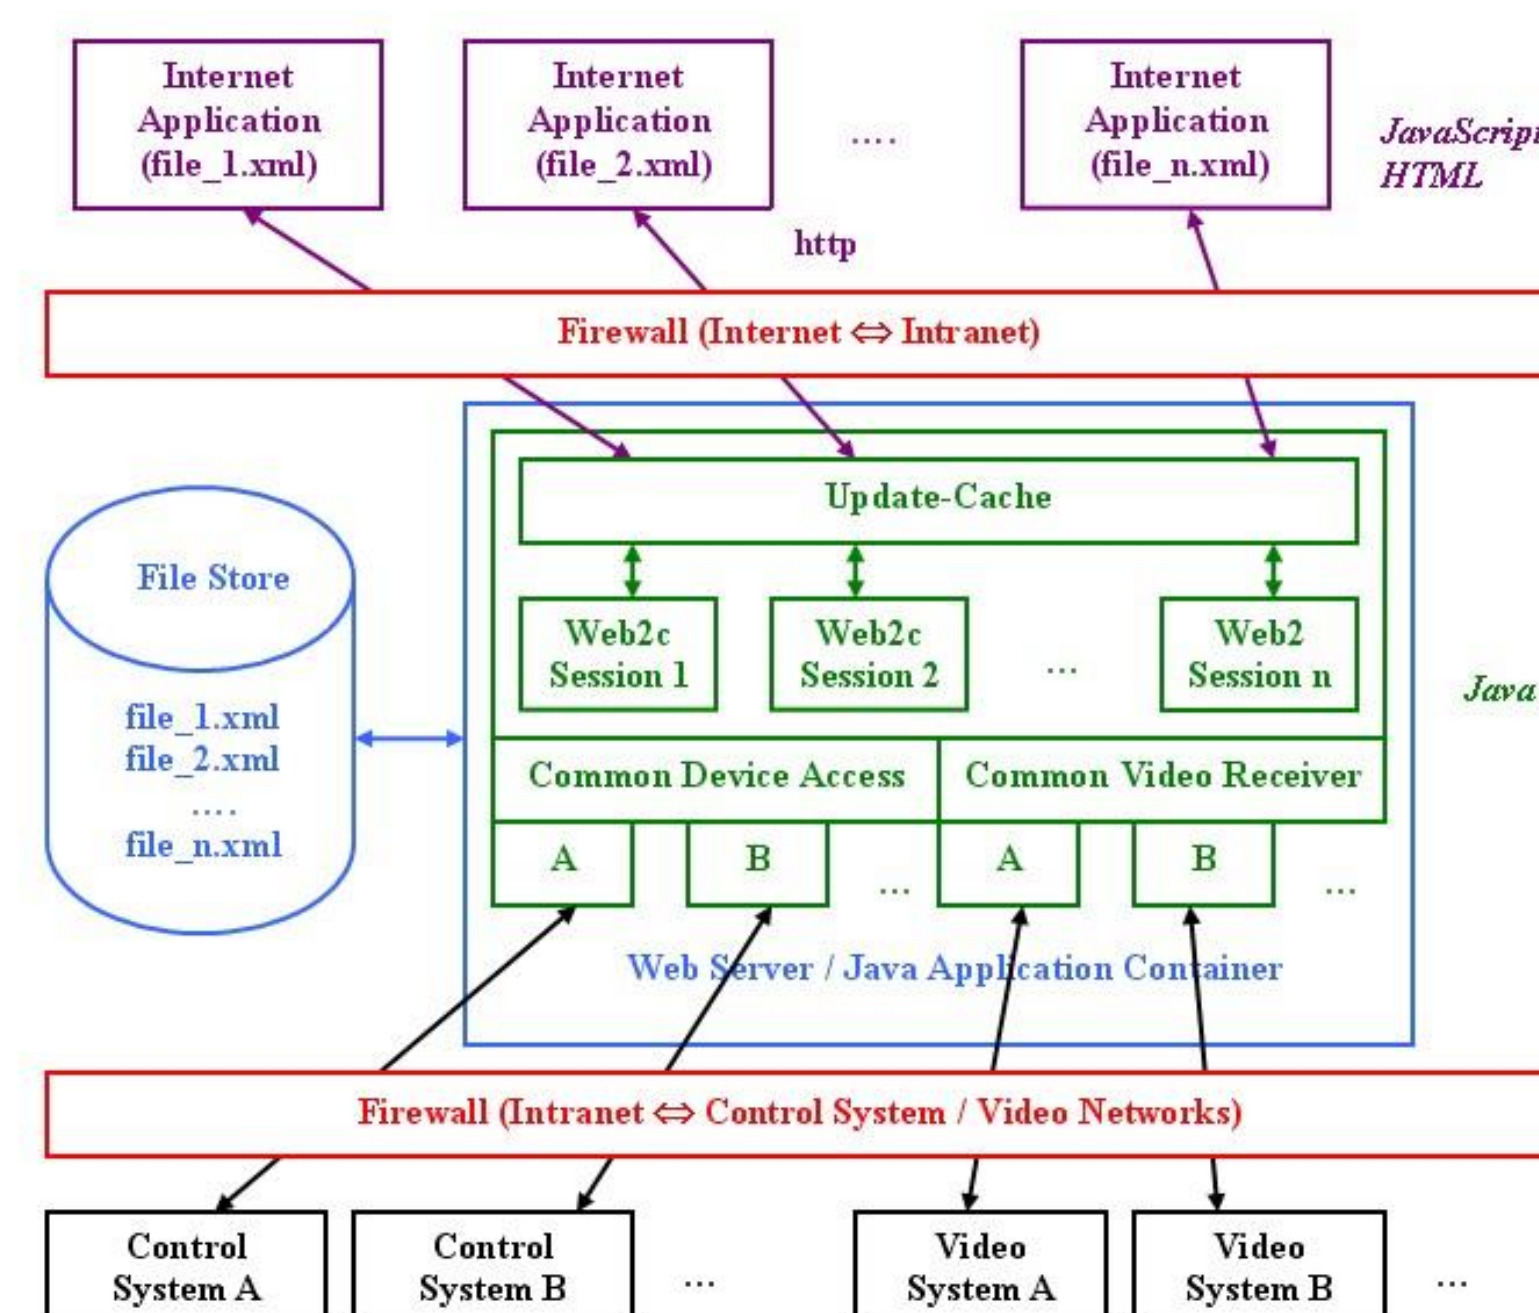 Internet
Application
(file_1.xml)
Internet
Application
(file_2.xml)
....
Internet
Application
(file_n.xml)
JavaScript
HTML
http
Firewall (Internet ⇔ Intranet)
Update-Cache
File Store
file_1.xml
file_2.xml
....
file_n.xml
Web2c
Session 1
Web2c
Session 2
...
Web2
Session n
Java
Common Device Access
Common Video Receiver
A
B
...
A
B
...
Web Server / Java Application Container
Firewall (Intranet ⇔ Control System / Video Networks)
Control
System A
Control
System B
...
Video
System A
Video
System B
...